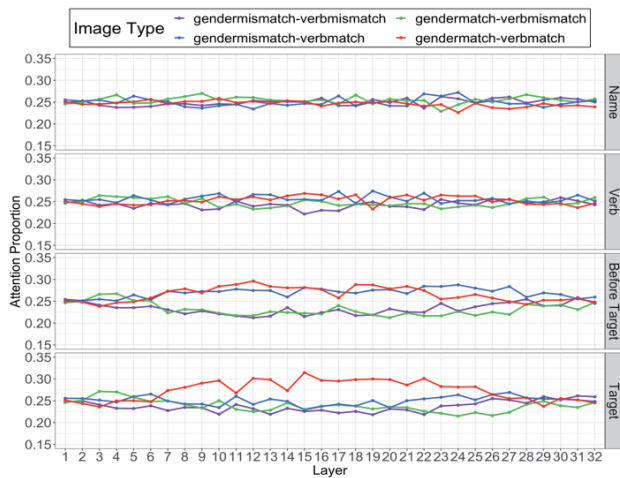 Image Type
gendermismatch-verbmismatch gendermatch-verbmismatch
gendermismatch-verbmatch gendermatch-verbmatch
0.35
0.30
0.25
0.20
0.15
Name
0.35
0.30
0.25
0.20
0.15
Verb
0.35
0.30
0.25
0.20
0.15
Before Target
0.35
0.30
0.25
0.20
0.15
Target
Attention Proportion
1 2 3 4 5 6 7 8 9 10 11 12 13 14 15 16 17 18 19 20 21 22 23 24 25 26 27 28 29 30 31 32
Layer